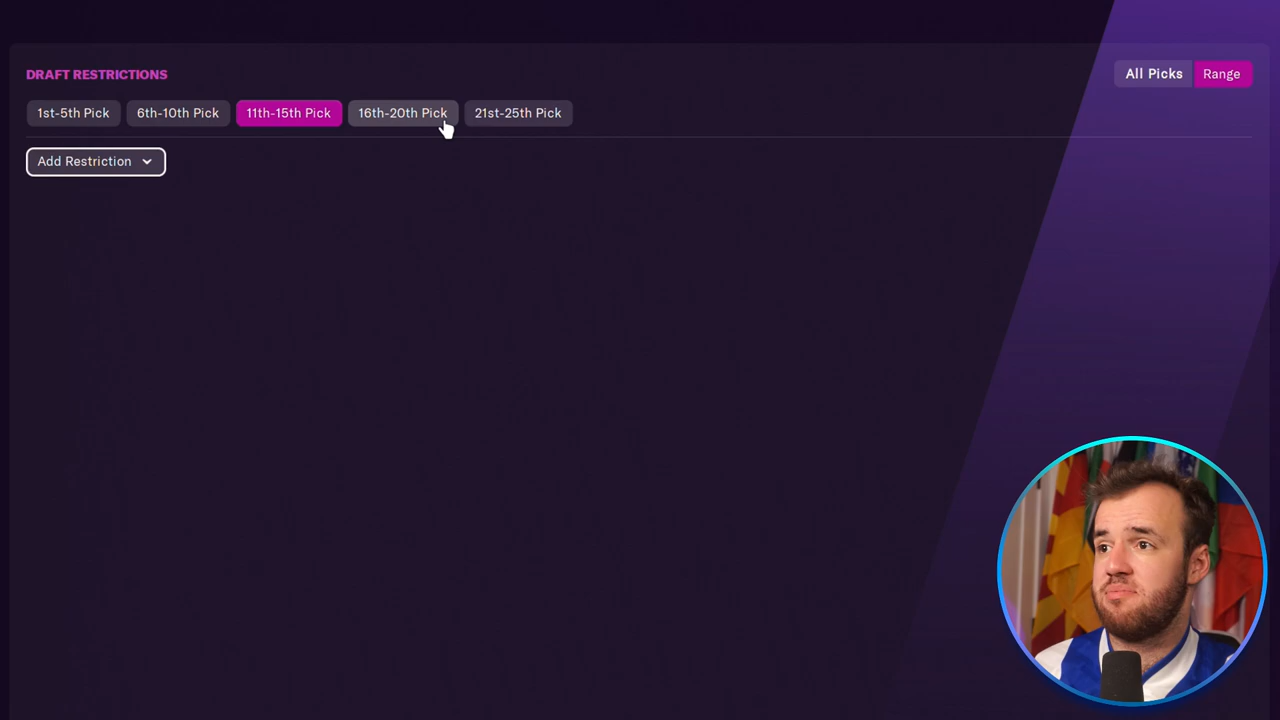 DRAFT RESTRICTIONS
All Picks Range
1st-5th Pick 6th-10th Pick 11th-15th Pick 16th-20th Pick 21st-25th Pick
Add Restriction